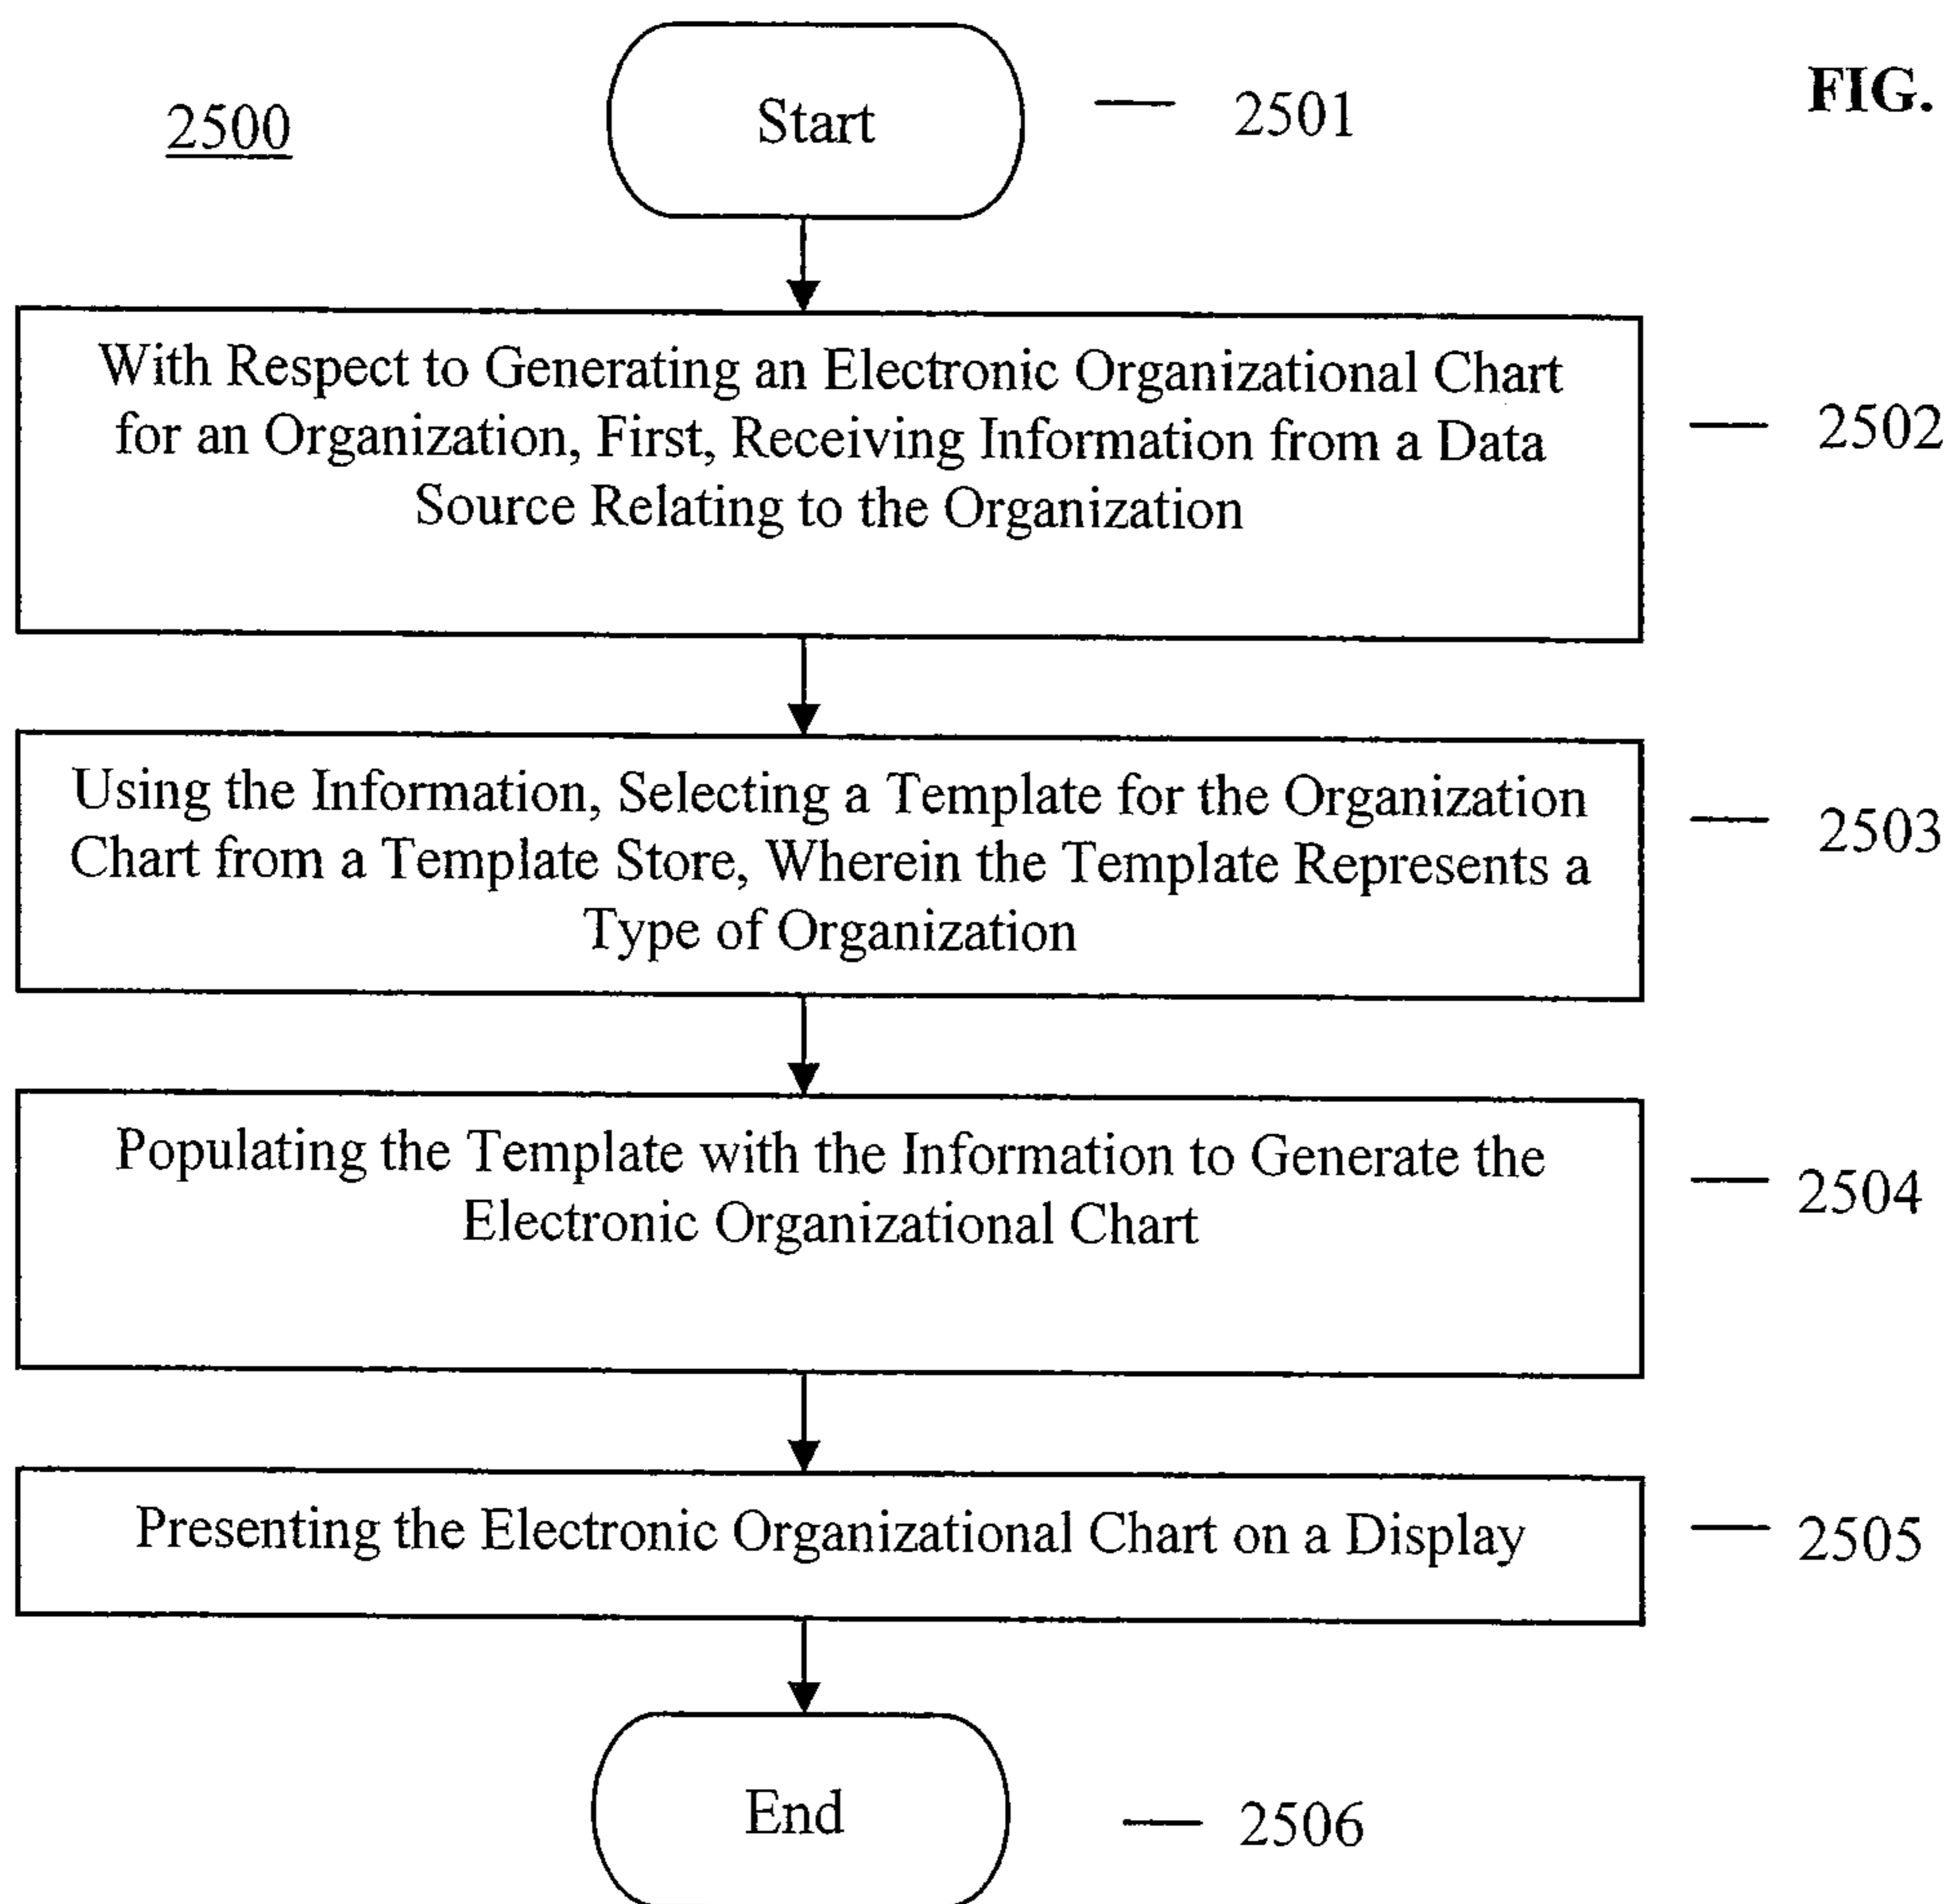 FIG.
2500
Start
2501
With Respect to Generating an Electronic Organizational Chart
for an Organization, First, Receiving Information from a Data
Source Relating to the Organization
2502
Using the Information, Selecting a Template for the Organization
Chart from a Template Store, Wherein the Template Represents a
Type of Organization
2503
Populating the Template with the Information to Generate the
Electronic Organizational Chart
2504
Presenting the Electronic Organizational Chart on a Display
2505
End
2506